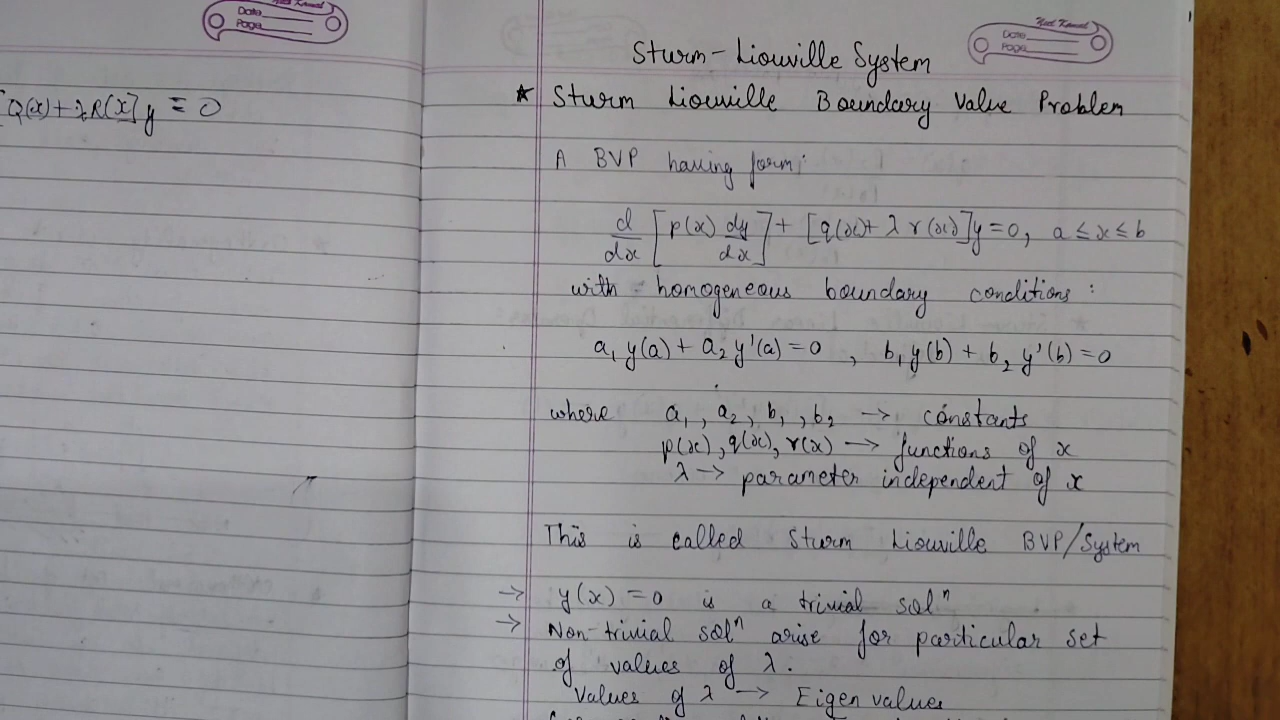 Date
Page
Q(x) + λR(x)] y = 0
Neel Kamal
Date
Page
Sturm-Liouville System
* Sturm Liouville Boundary Value Problem
A BVP having form;
d/dx [p(x) dy/dx] + [q(x) + λ r(x)]y = 0, a ≤ x ≤ b
with homogeneous boundary conditions:
a₁ y(a) + a₂ y'(a) = 0 , b₁ y(b) + b₂ y'(b) = 0
where a₁, a₂, b₁, b₂ → constants
p(x), q(x), r(x) → functions of x
λ → parameter independent of x
This is called Sturm Liouville BVP/System
→ y(x) = 0 is a trivial solⁿ
→ Non-trivial solⁿ arise for particular set
of values of λ.
Values of λ → Eigen values